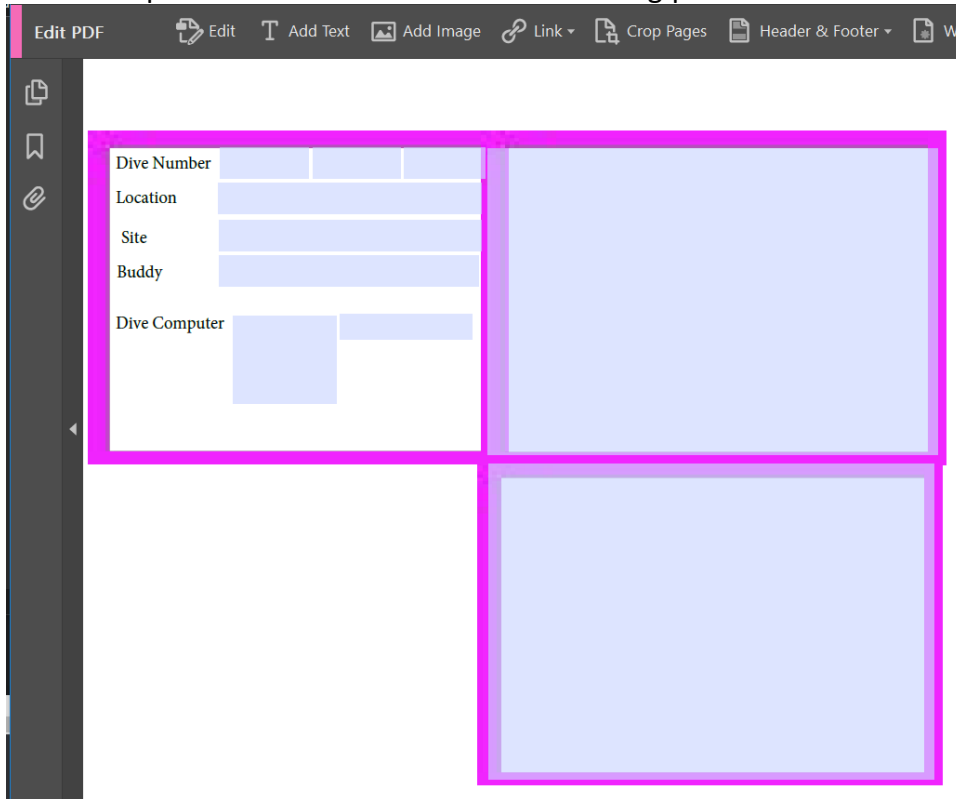 Edit PDF Edit Add Text Add Image Link Crop Pages Header & Footer
Dive Number
Location
Site
Buddy
Dive Computer